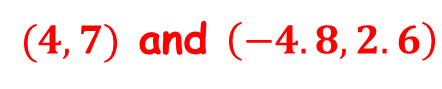 (4, 7) and (−4.8, 2.6)